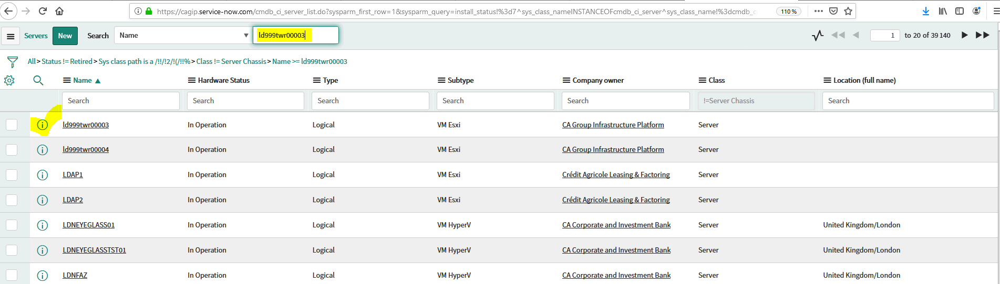 https://cagip.service-now.com/cmdb_ci_server_list.do?sysparm_first_row=1&sysparm_query=install_status!%3d7^sys_class_nameINSTANCEOFcmdb_ci_server^sys_class_name!%3dcmdb_c 110 %
Servers New Search Name ld999twr00003 1 to 20 of 39 140
All > Status != Retired > Sys class path is a /!!/!2/!(/!!% > Class != Server Chassis > Name >= ld999twr00003
Name ▲ Hardware Status Type Subtype Company owner Class Location (full name)
Search Search Search Search Search !=Server Chassis Search
ld999twr00003 In Operation Logical VM Esxi CA Group Infrastructure Platform Server
ld999twr00004 In Operation Logical VM Esxi CA Group Infrastructure Platform Server
LDAP1 In Operation Logical VM Esxi Crédit Agricole Leasing & Factoring Server
LDAP2 In Operation Logical VM Esxi Crédit Agricole Leasing & Factoring Server
LDNEYEGLASS01 In Operation Logical VM HyperV CA Corporate and Investment Bank Server United Kingdom/London
LDNEYEGLASSTST01 In Operation Logical VM HyperV CA Corporate and Investment Bank Server United Kingdom/London
LDNFAZ In Operation Logical VM HyperV CA Corporate and Investment Bank Server United Kingdom/London